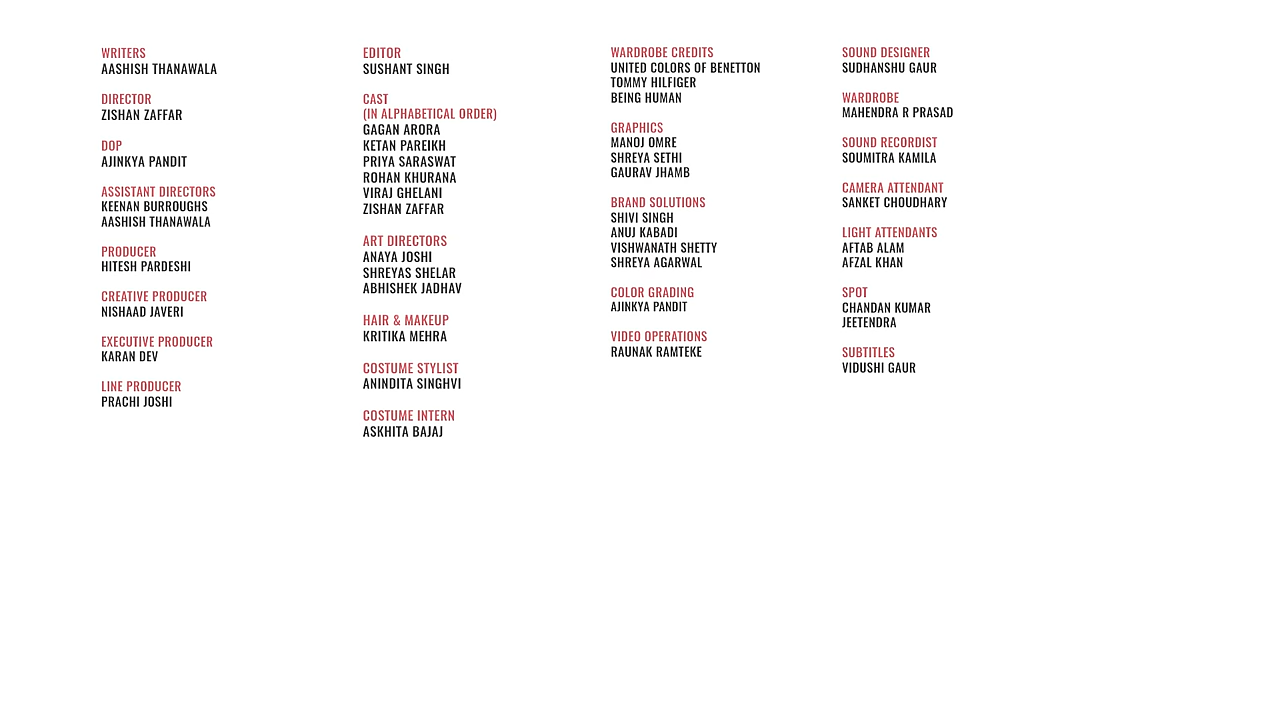 WRITERS
AASHISH THANAWALA
DIRECTOR
ZISHAN ZAFFAR
DOP
AJINKYA PANDIT
ASSISTANT DIRECTORS
KEENAN BURROUGHS
AASHISH THANAWALA
PRODUCER
HITESH PARDESHI
CREATIVE PRODUCER
NISHAAD JAVERI
EXECUTIVE PRODUCER
KARAN DEV
LINE PRODUCER
PRACHI JOSHI
EDITOR
SUSHANT SINGH
CAST
(IN ALPHABETICAL ORDER)
GAGAN ARORA
KETAN PAREIKH
PRIYA SARASWAT
ROHAN KHURANA
VIRAJ GHELANI
ZISHAN ZAFFAR
ART DIRECTORS
ANAYA JOSHI
SHREYAS SHELAR
ABHISHEK JADHAV
HAIR & MAKEUP
KRITIKA MEHRA
COSTUME STYLIST
ANINDITA SINGHVI
COSTUME INTERN
ASKHITA BAJAJ
WARDROBE CREDITS
UNITED COLORS OF BENETTON
TOMMY HILFIGER
BEING HUMAN
GRAPHICS
MANOJ OMRE
SHREYA SETHI
GAURAV JHAMB
BRAND SOLUTIONS
SHIVI SINGH
ANUJ KABADI
VISHWANATH SHETTY
SHREYA AGARWAL
COLOR GRADING
AJINKYA PANDIT
VIDEO OPERATIONS
RAUNAK RAMTEKE
SOUND DESIGNER
SUDHANSHU GAUR
WARDROBE
MAHENDRA R PRASAD
SOUND RECORDIST
SOUMITRA KAMILA
CAMERA ATTENDANT
SANKET CHOUDHARY
LIGHT ATTENDANTS
AFTAB ALAM
AFZAL KHAN
SPOT
CHANDAN KUMAR
JEETENDRA
SUBTITLES
VIDUSHI GAUR